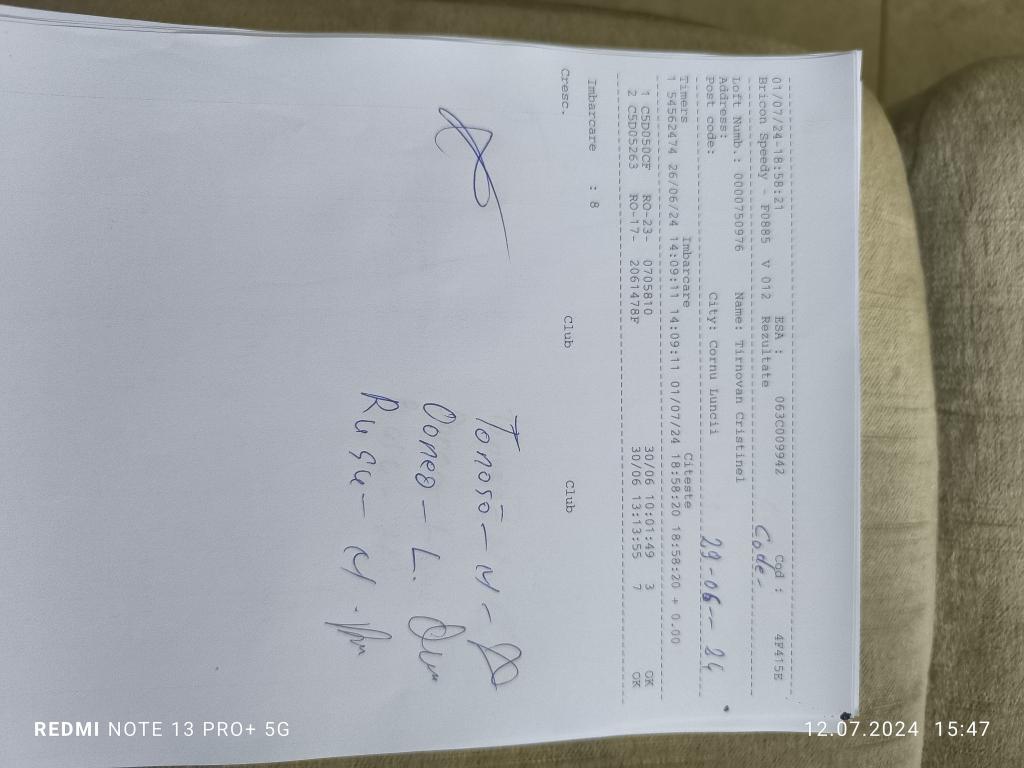 01/07/24-18:58:21 ESA : 063C009942 Cod : 4F415E
Bricon Speedy - F0885 V 012 Rezultate
Code-
Loft Numb.: 0000750976 Name: Tirnovan Cristinel
Address:
Post code: City: Cornu Luncii 29-06-24
Timers Imbarcare Citeste
1 54562474 26/06/24 14:09:11 14:09:11 01/07/24 18:58:20 18:58:20 + 0.00
1 C5D050CF RO-23- 0705810 30/06 10:01:49 3 OK
2 C5D05263 RO-17- 2061478F 30/06 13:13:55 7 OK
Imbarcare : 8
Cresc. Club Club
REDMI NOTE 13 PRO+ 5G
12.07.2024 15:47